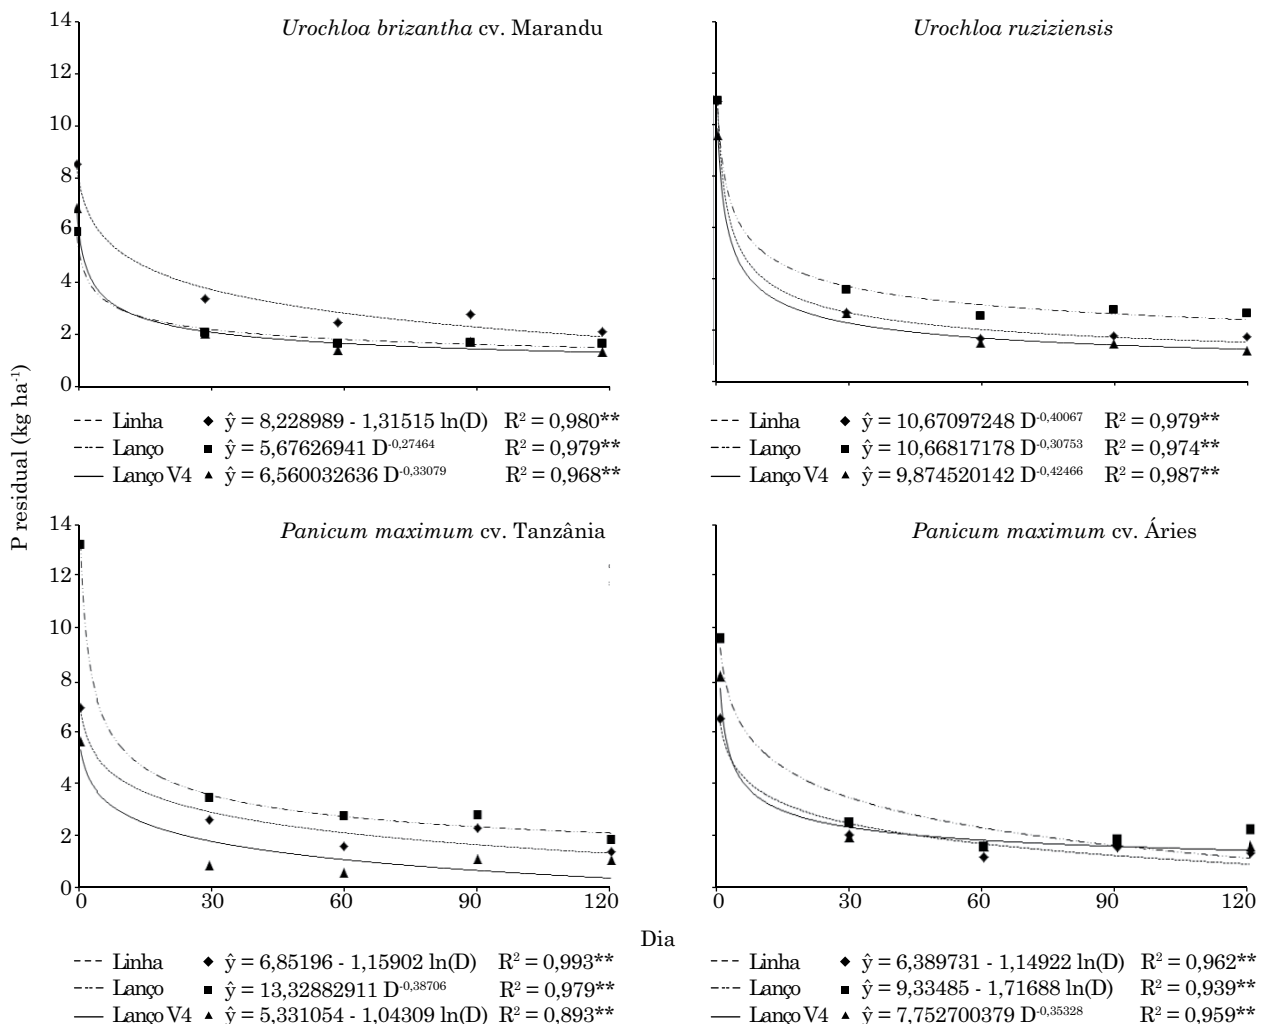 Urochloa brizantha cv. Marandu
Urochloa ruziziensis
14
12
10
8
6
4
2
0
P residual (kg ha⁻¹)
Linha ◆ ŷ = 8,228989 - 1,31515 ln(D) R² = 0,980**
Lanço ■ ŷ = 5,67626941 D⁻⁰,²⁷⁴⁶⁴ R² = 0,979**
Lanço V4 ▲ ŷ = 6,560032636 D⁻⁰,³³⁰⁷⁹ R² = 0,968**
Linha ◆ ŷ = 10,67097248 D⁻⁰,⁴⁰⁰⁶⁷ R² = 0,979**
Lanço ■ ŷ = 10,66817178 D⁻⁰,³⁰⁷⁵³ R² = 0,974**
Lanço V4 ▲ ŷ = 9,874520142 D⁻⁰,⁴²⁴⁶⁶ R² = 0,987**
Panicum maximum cv. Tanzânia
Panicum maximum cv. Áries
14
12
10
8
6
4
2
0
0 30 60 90 120
0 30 60 90 120
Dia
Linha ◆ ŷ = 6,85196 - 1,15902 ln(D) R² = 0,993**
Lanço ■ ŷ = 13,32882911 D⁻⁰,³⁸⁷⁰⁶ R² = 0,979**
Lanço V4 ▲ ŷ = 5,331054 - 1,04309 ln(D) R² = 0,893**
Linha ◆ ŷ = 6,389731 - 1,14922 ln(D) R² = 0,962**
Lanço ■ ŷ = 9,33485 - 1,71688 ln(D) R² = 0,939**
Lanço V4 ▲ ŷ = 7,752700379 D⁻⁰,³⁵³²⁸ R² = 0,959**